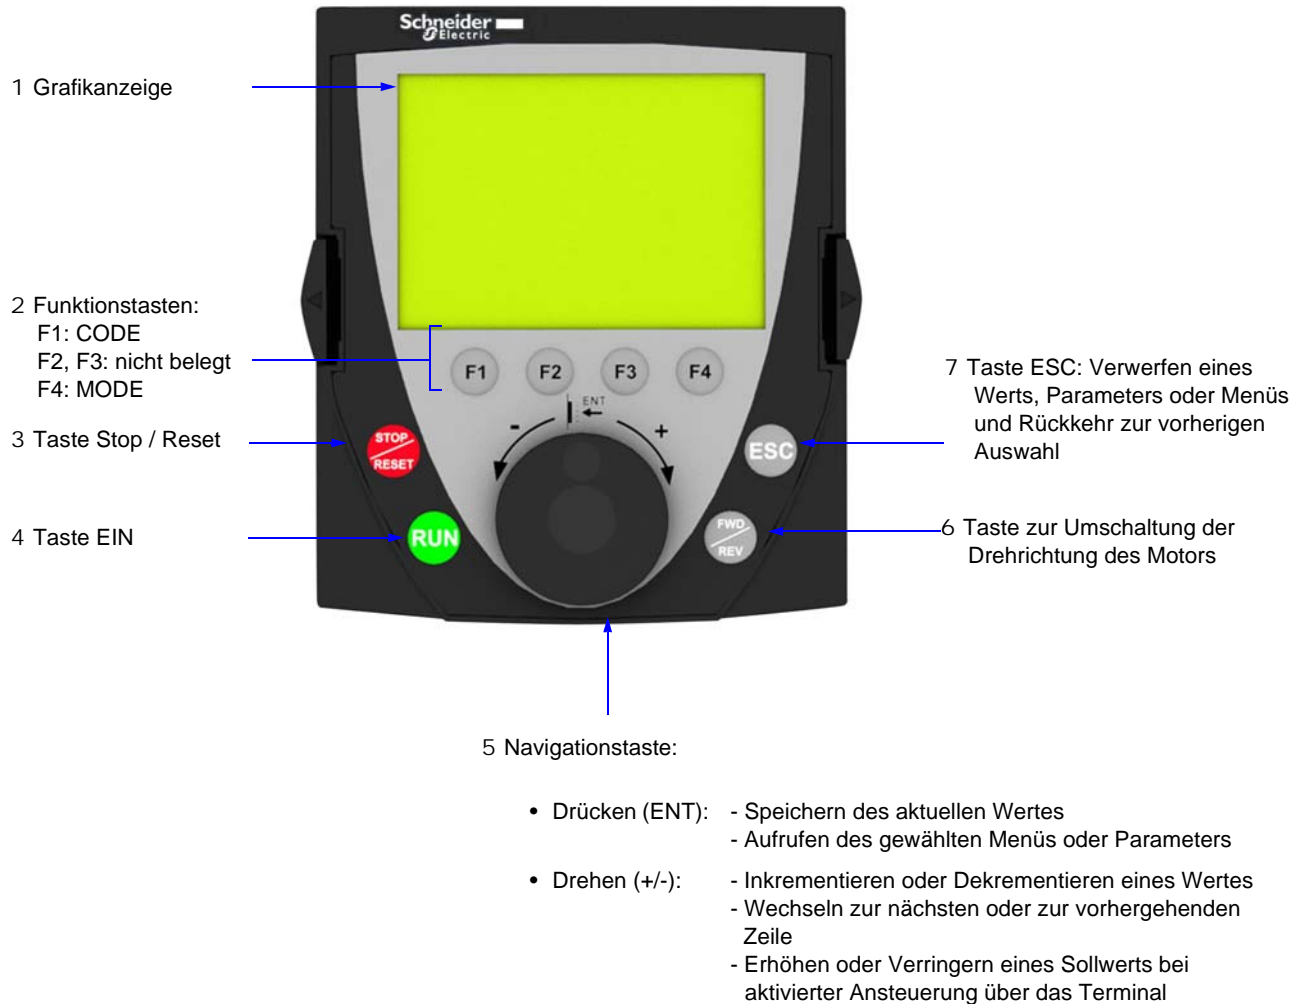 Schneider
Electric
1 Grafikanzeige
2 Funktionstasten:
F1: CODE
F2, F3: nicht belegt
F4: MODE
F1 F2 F3 F4
ENT
- +
3 Taste Stop / Reset
STOP
RESET
ESC
7 Taste ESC: Verwerfen eines
Werts, Parameters oder Menüs
und Rückkehr zur vorherigen
Auswahl
4 Taste EIN
RUN
FWD
REV
6 Taste zur Umschaltung der
Drehrichtung des Motors
5 Navigationstaste:
• Drücken (ENT): - Speichern des aktuellen Wertes
- Aufrufen des gewählten Menüs oder Parameters
• Drehen (+/-): - Inkrementieren oder Dekrementieren eines Wertes
- Wechseln zur nächsten oder zur vorhergehenden
Zeile
- Erhöhen oder Verringern eines Sollwerts bei
aktivierter Ansteuerung über das Terminal